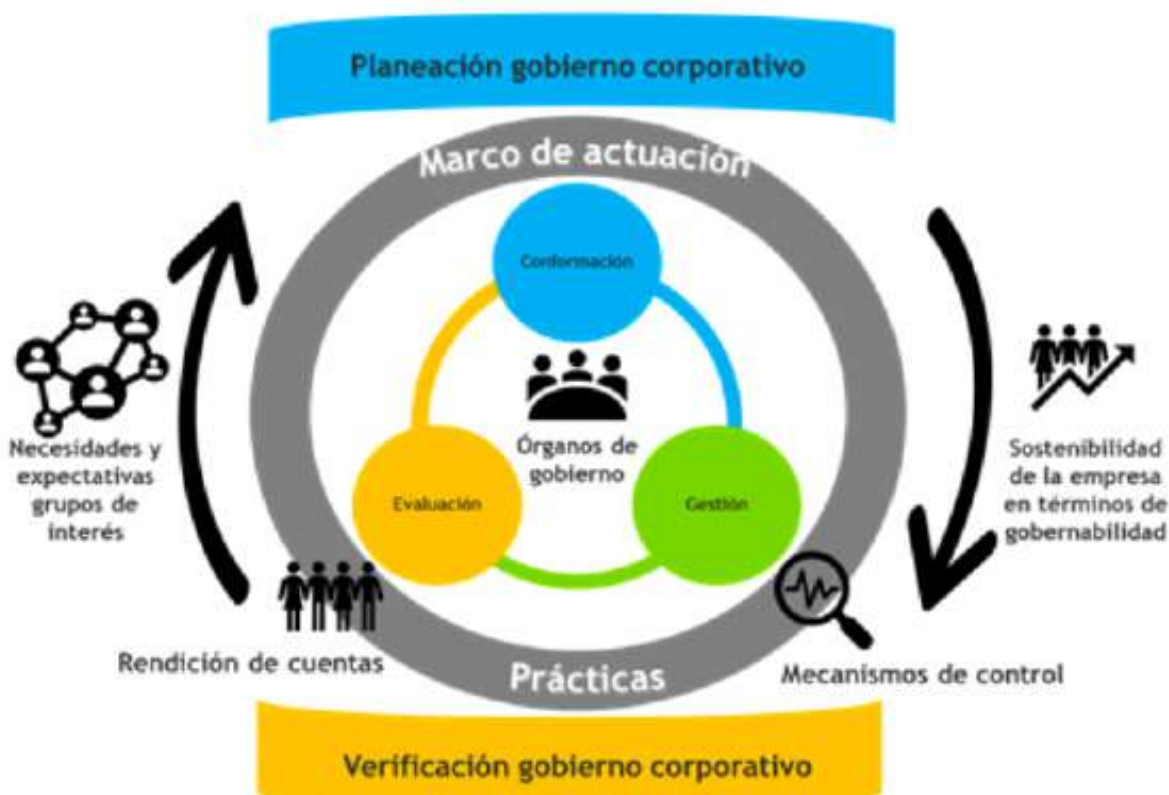 Planeación gobierno corporativo
Marco de actuación
Conformación
Necesidades y
expectativas
grupos de
interés
Órganos de
gobierno
Sostenibilidad
de la empresa
en términos de
gobernabilidad
Evaluación
Gestión
Rendición de cuentas
Prácticas
Mecanismos de control
Verificación gobierno corporativo